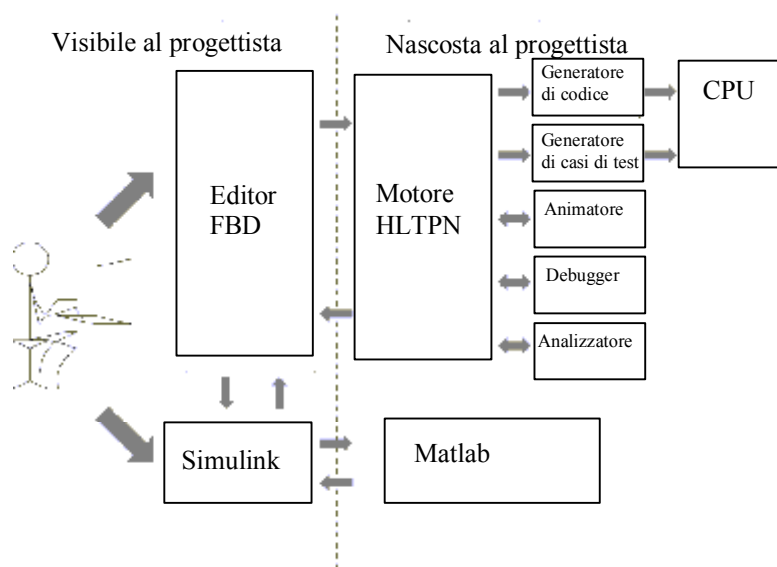 Visibile al progettista
Nascosta al progettista
Generatore
di codice
CPU
Generatore
di casi di test
Editor
FBD
Motore
HLTPN
Animatore
Debugger
Analizzatore
Simulink
Matlab